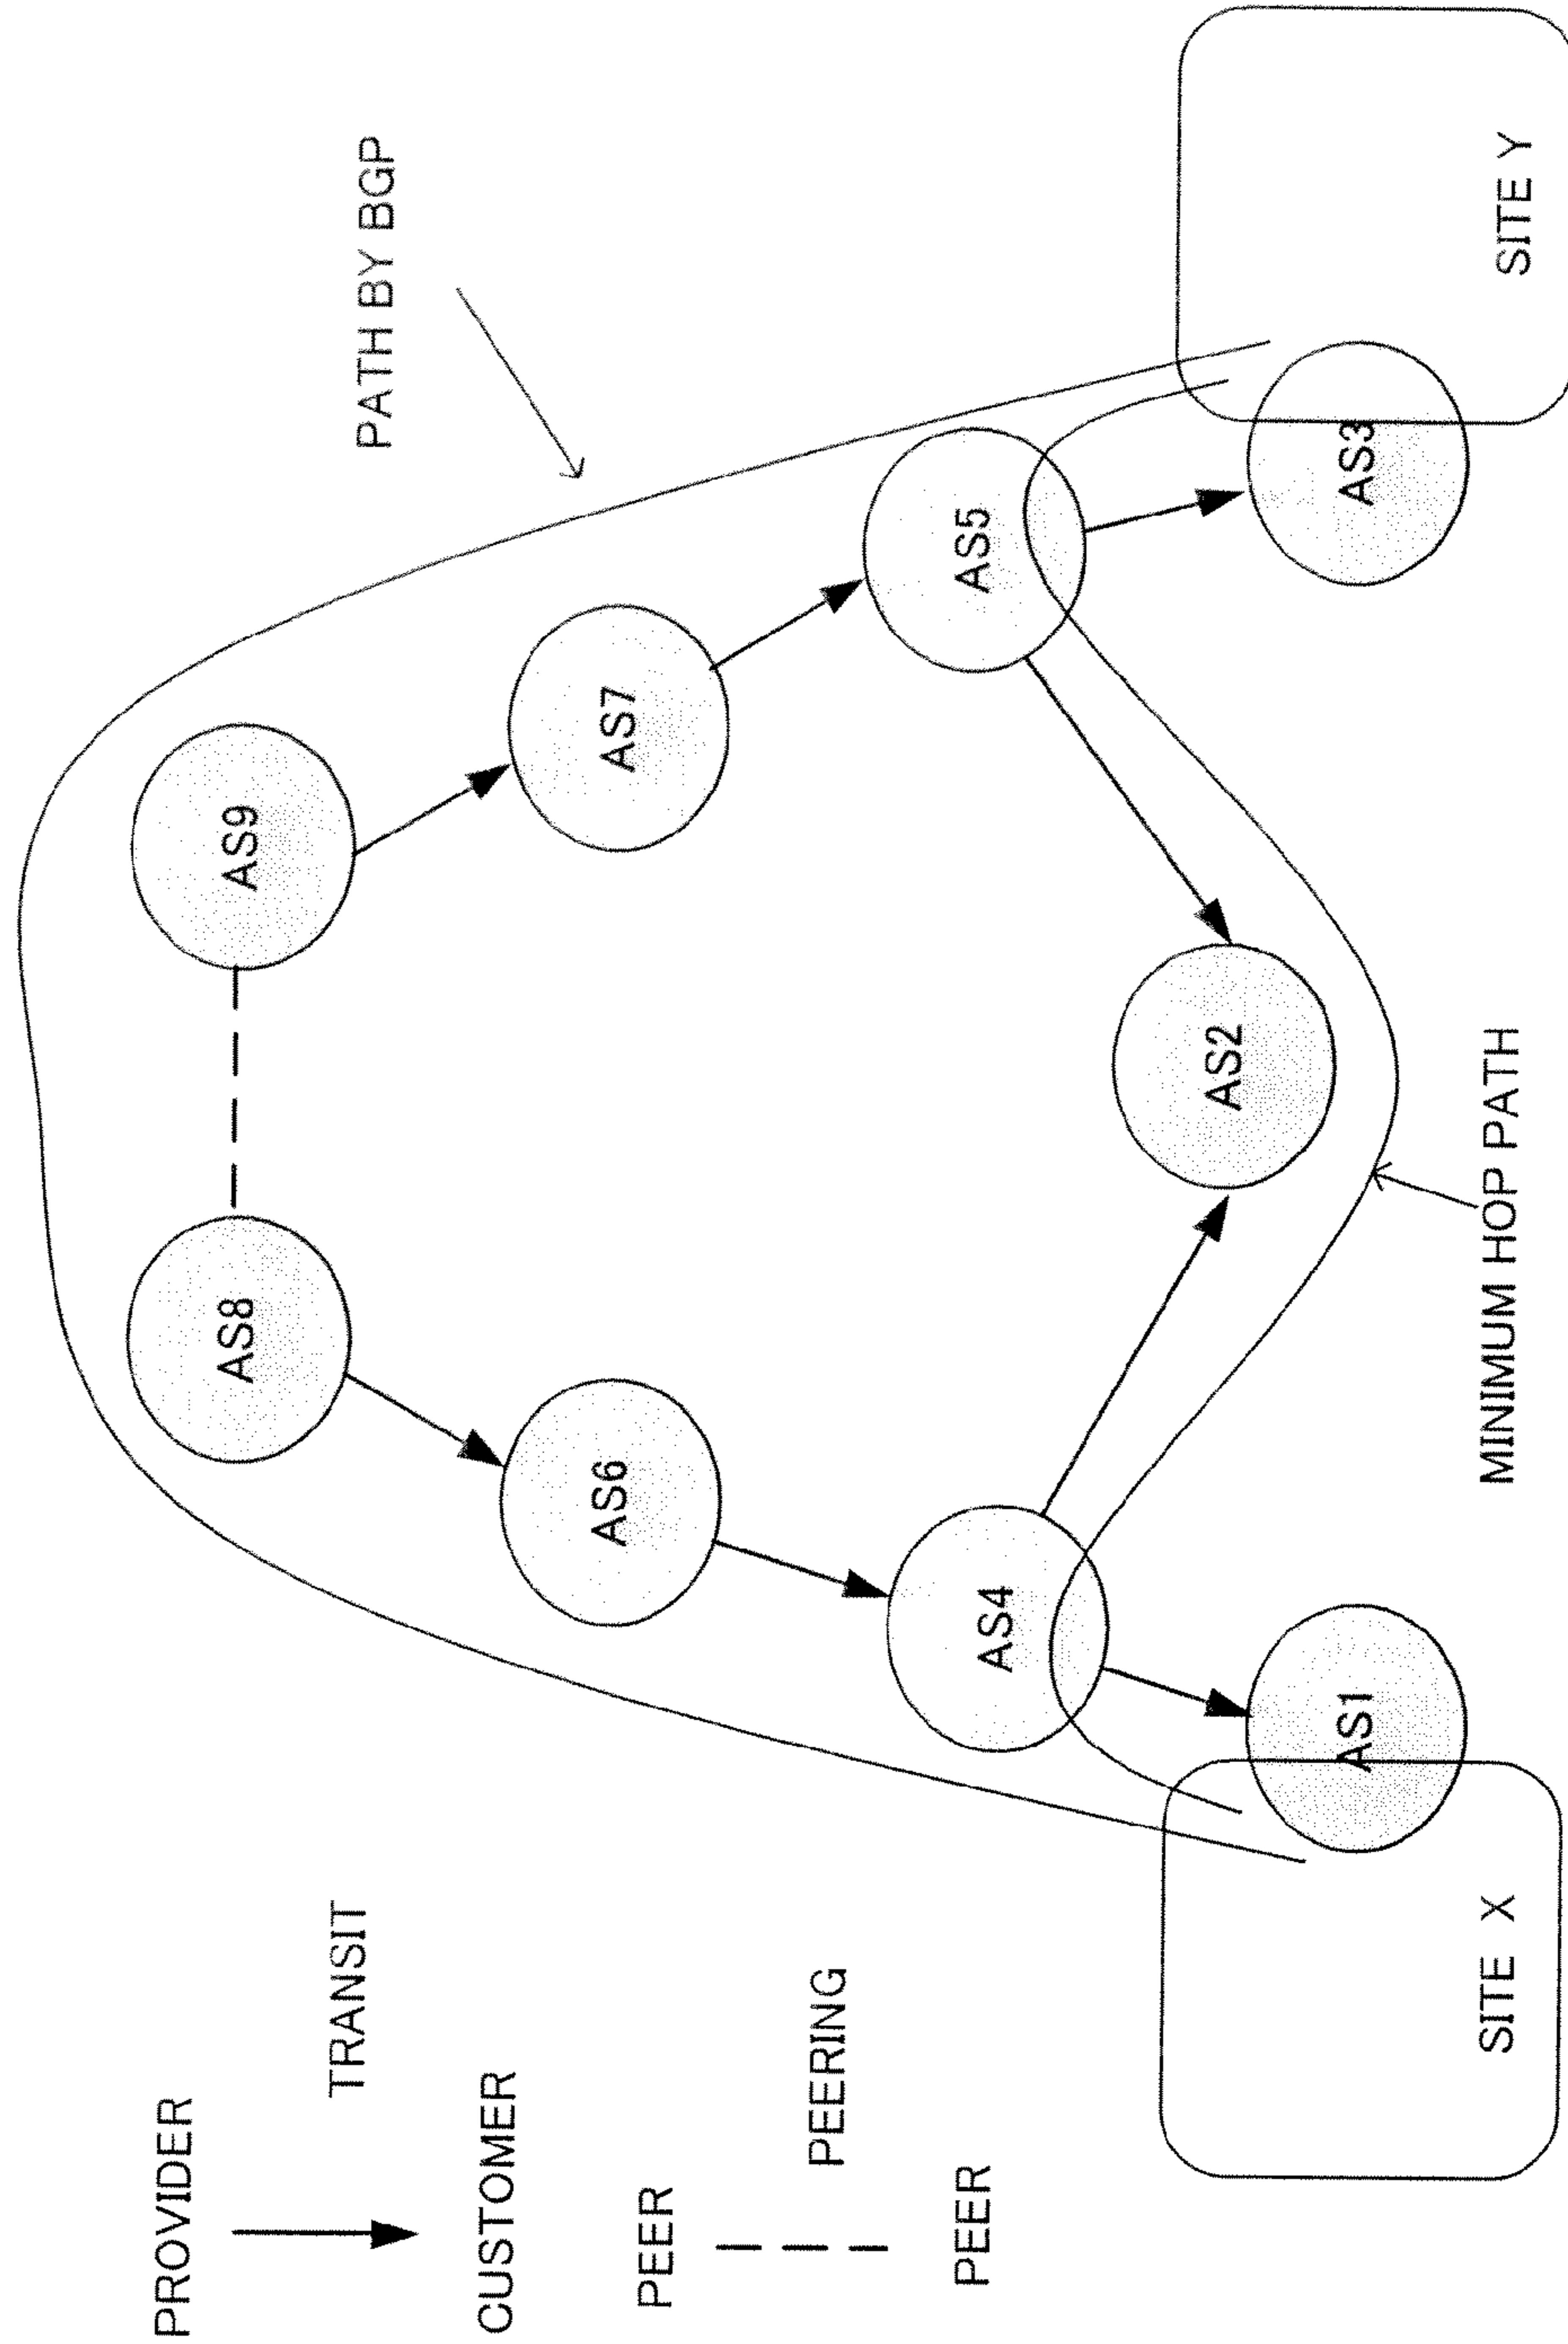 PROVIDER
TRANSIT
CUSTOMER
PEER
PEERING
PEER
PATH BY BGP
AS8
AS9
AS6
AS7
AS4
AS5
AS2
AS1
AS3
SITE X
MINIMUM HOP PATH
SITE Y